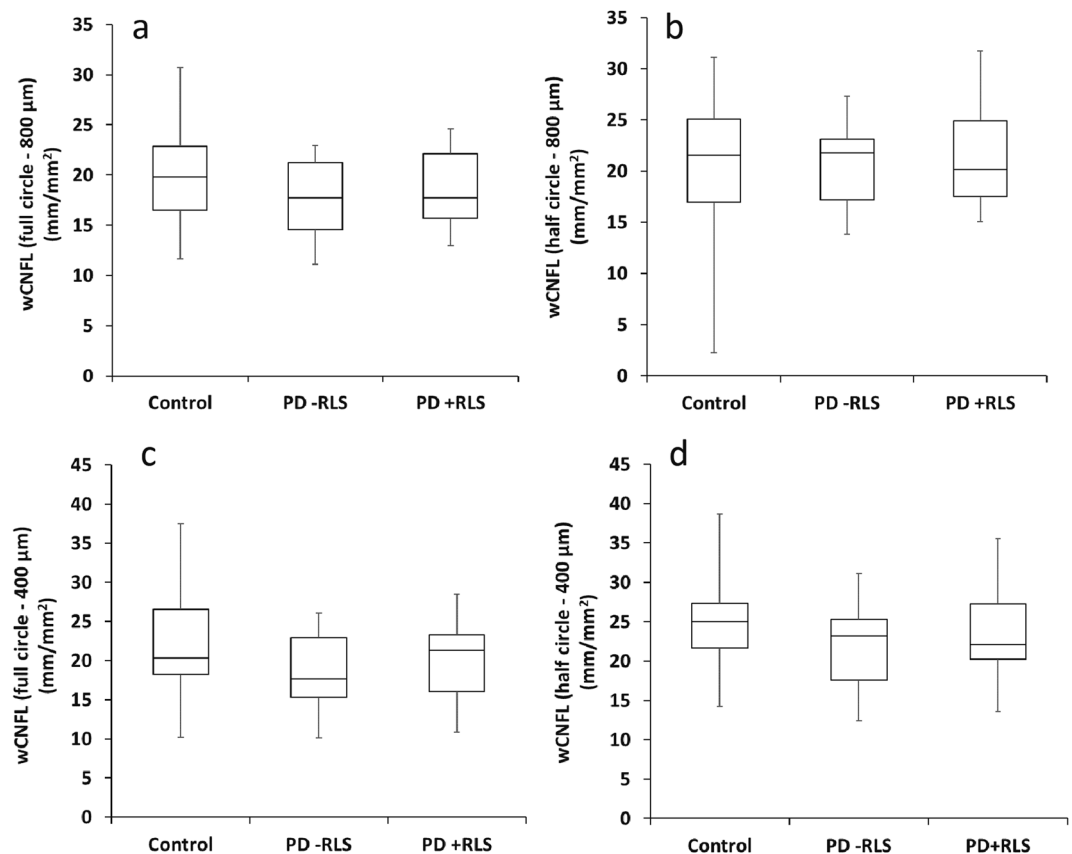 a
wCNFL (full circle - 800 µm)
(mm/mm²)
35
30
25
20
15
10
5
0
Control
PD -RLS
PD +RLS
b
wCNFL (half circle - 800 µm)
(mm/mm²)
35
30
25
20
15
10
5
0
Control
PD -RLS
PD +RLS
c
wCNFL (full circle - 400 µm)
(mm/mm²)
45
40
35
30
25
20
15
10
5
0
Control
PD -RLS
PD +RLS
d
wCNFL (half circle - 400 µm)
(mm/mm²)
45
40
35
30
25
20
15
10
5
0
Control
PD -RLS
PD+RLS